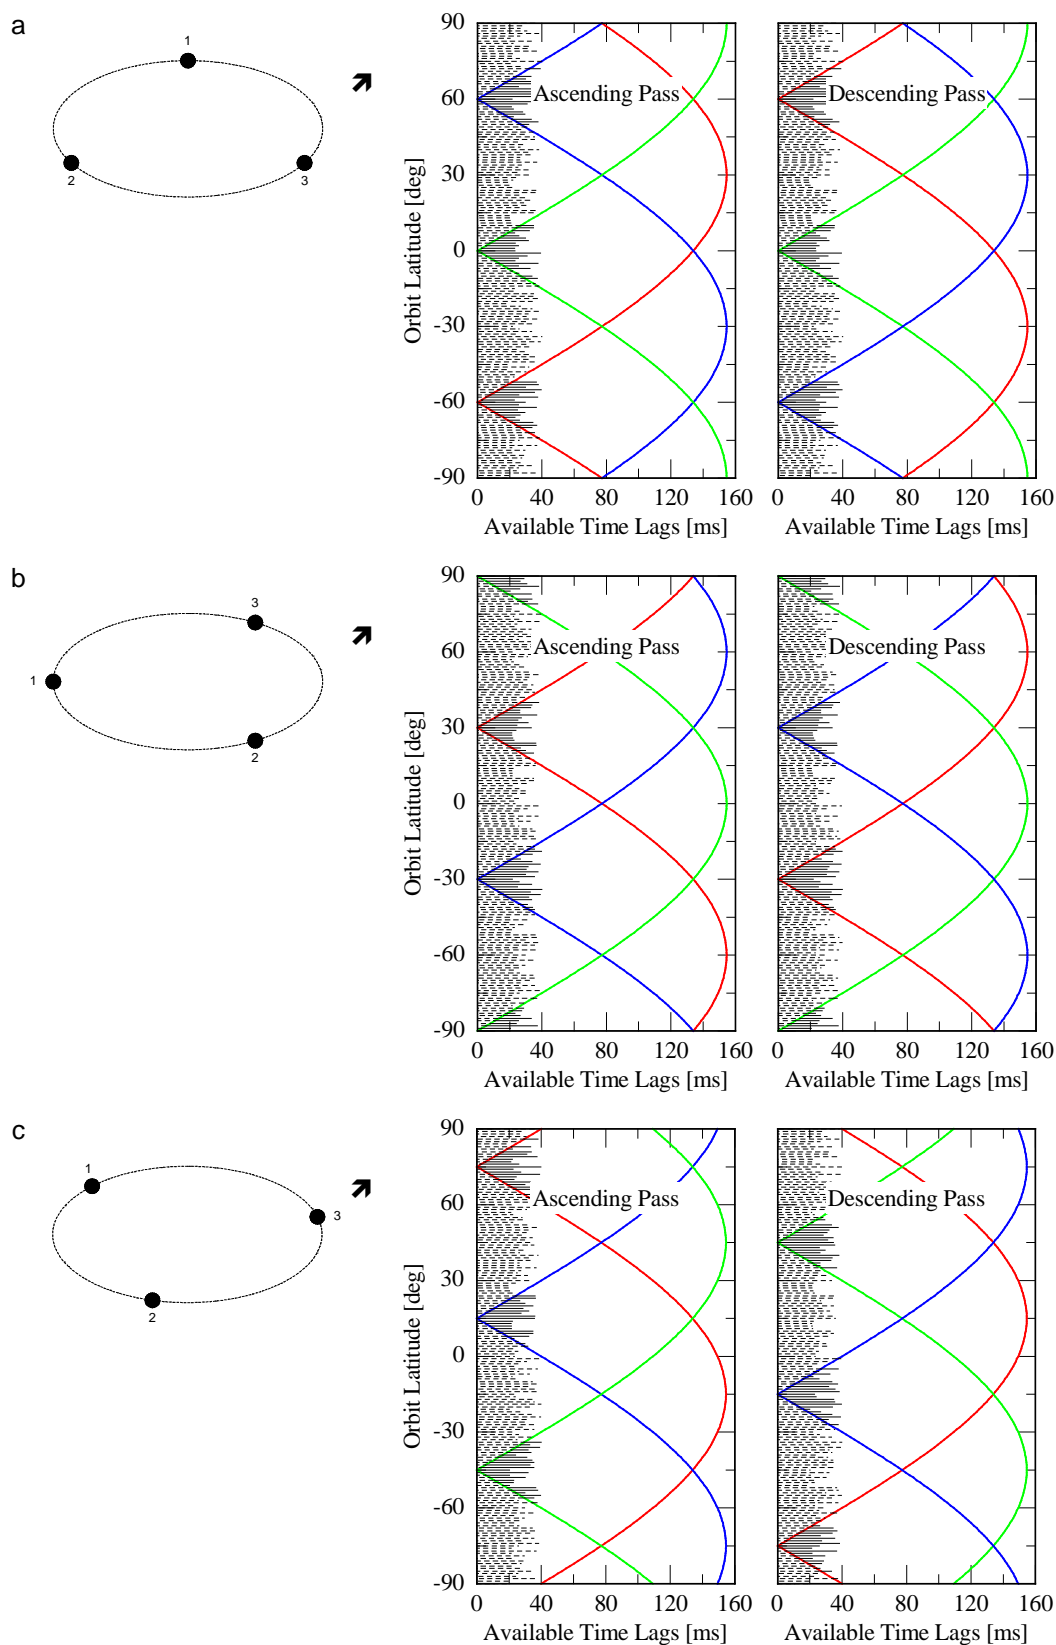 a
1
2
3
90
60
30
0
-30
-60
-90
Orbit Latitude [deg]
Ascending Pass
Descending Pass
0 40 80 120 160
0 40 80 120 160
Available Time Lags [ms]
Available Time Lags [ms]
b
3
1
2
90
60
30
0
-30
-60
-90
Orbit Latitude [deg]
Ascending Pass
Descending Pass
0 40 80 120 160
0 40 80 120 160
Available Time Lags [ms]
Available Time Lags [ms]
c
1
3
2
90
60
30
0
-30
-60
-90
Orbit Latitude [deg]
Ascending Pass
Descending Pass
0 40 80 120 160
0 40 80 120 160
Available Time Lags [ms]
Available Time Lags [ms]